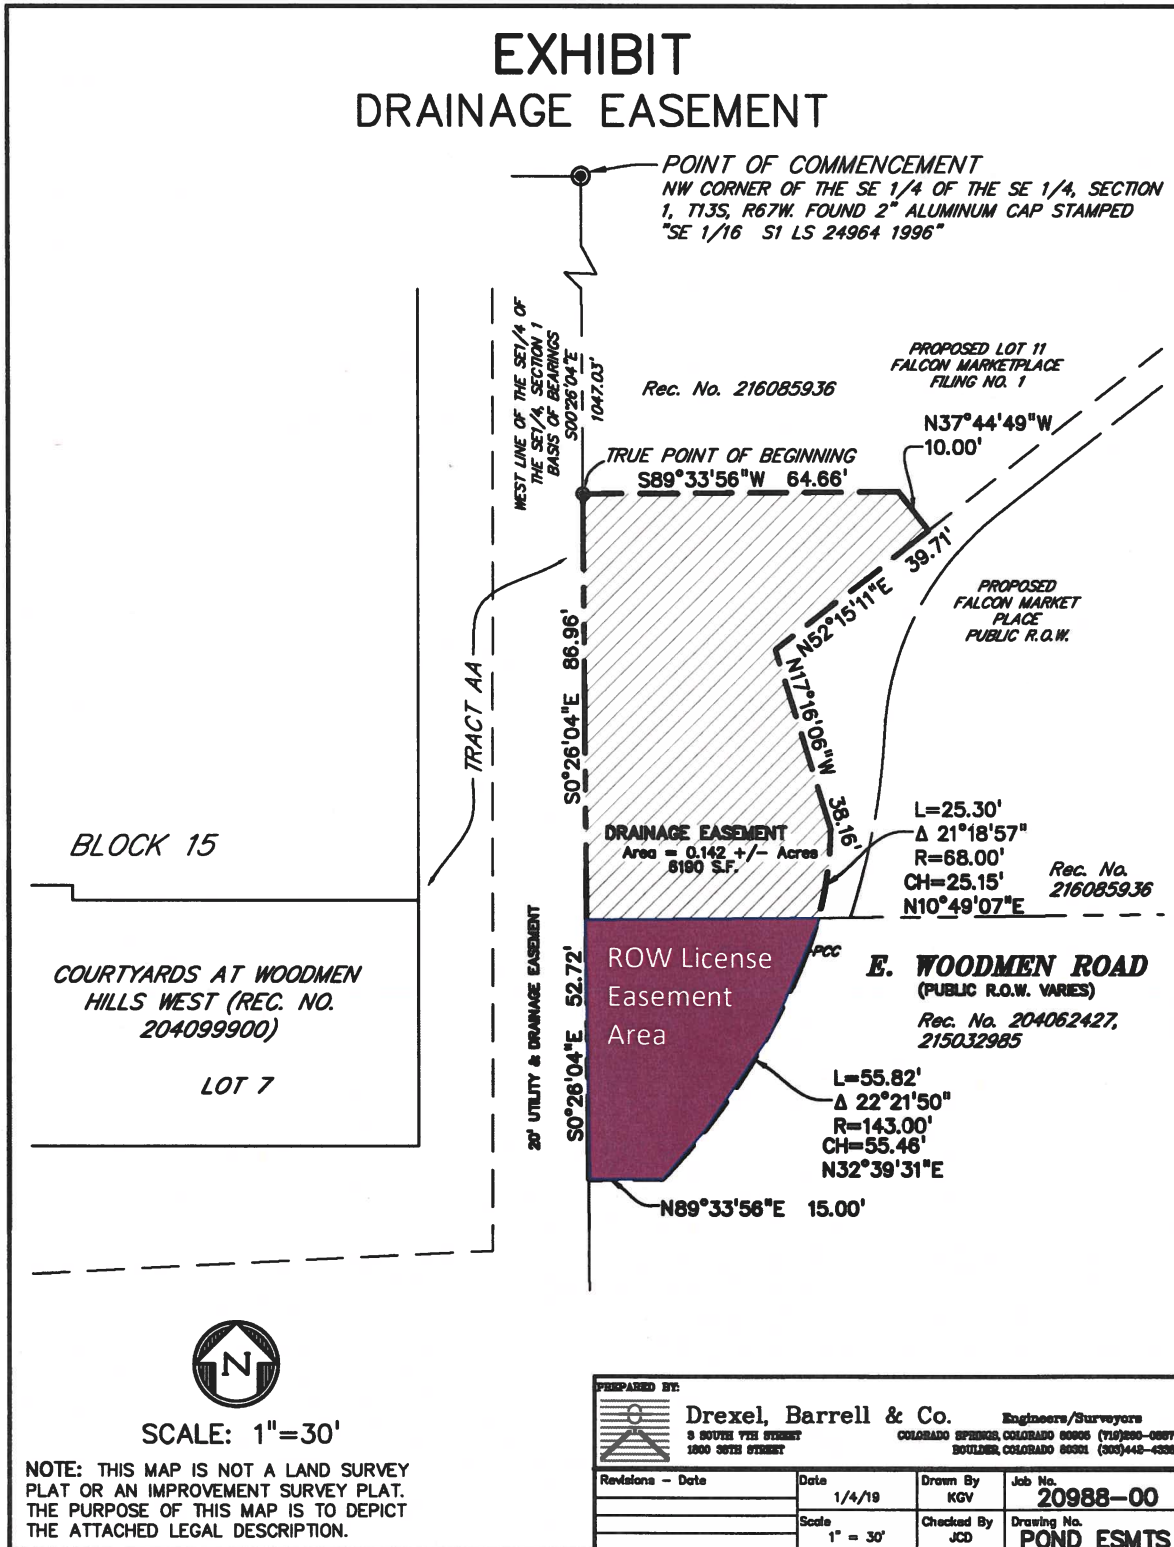 EXHIBIT
DRAINAGE EASEMENT
POINT OF COMMENCEMENT
NW CORNER OF THE SE 1/4 OF THE SE 1/4, SECTION
1, T13S, R67W. FOUND 2" ALUMINUM CAP STAMPED
"SE 1/16 S1 LS 24964 1996"
WEST LINE OF THE SE1/4 OF
THE SE1/4, SECTION 1
BASIS OF BEARINGS
S00°26'04"E
1047.03'
Rec. No. 216085936
PROPOSED LOT 11
FALCON MARKETPLACE
FILING NO. 1
N37°44'49"W
10.00'
TRUE POINT OF BEGINNING
S89°33'56"W 64.66'
N52°15'11"E 39.71'
PROPOSED
FALCON MARKET
PLACE
PUBLIC R.O.W.
S0°26'04"E 86.96'
TRACT AA
N17°16'06"W 38.16'
BLOCK 15
DRAINAGE EASEMENT
Area = 0.142 +/- Acres
6190 S.F.
L=25.30'
Δ 21°18'57"
R=68.00'
CH=25.15'
N10°49'07"E
Rec. No.
216085936
COURTYARDS AT WOODMEN
HILLS WEST (REC. NO.
204099900)
LOT 7
20' UTILITY & DRAINAGE EASEMENT
S0°26'04"E 52.72'
ROW License
Easement
Area
PCC
E. WOODMEN ROAD
(PUBLIC R.O.W. VARIES)
Rec. No. 204062427,
215032985
L=55.82'
Δ 22°21'50"
R=143.00'
CH=55.46'
N32°39'31"E
N89°33'56"E 15.00'
N
SCALE: 1"=30'
NOTE: THIS MAP IS NOT A LAND SURVEY
PLAT OR AN IMPROVEMENT SURVEY PLAT.
THE PURPOSE OF THIS MAP IS TO DEPICT
THE ATTACHED LEGAL DESCRIPTION.
PREPARED BY:
Drexel, Barrell & Co. Engineers/Surveyors
3 SOUTH 7TH STREET COLORADO SPRINGS, COLORADO 80905
1800 38TH STREET BOULDER, COLORADO 80301
Revisions - Date
Date
1/4/19
Drawn By
KGV
Job No.
20988-00
Scale
1" = 30'
Checked By
JCD
Drawing No.
POND ESMTS